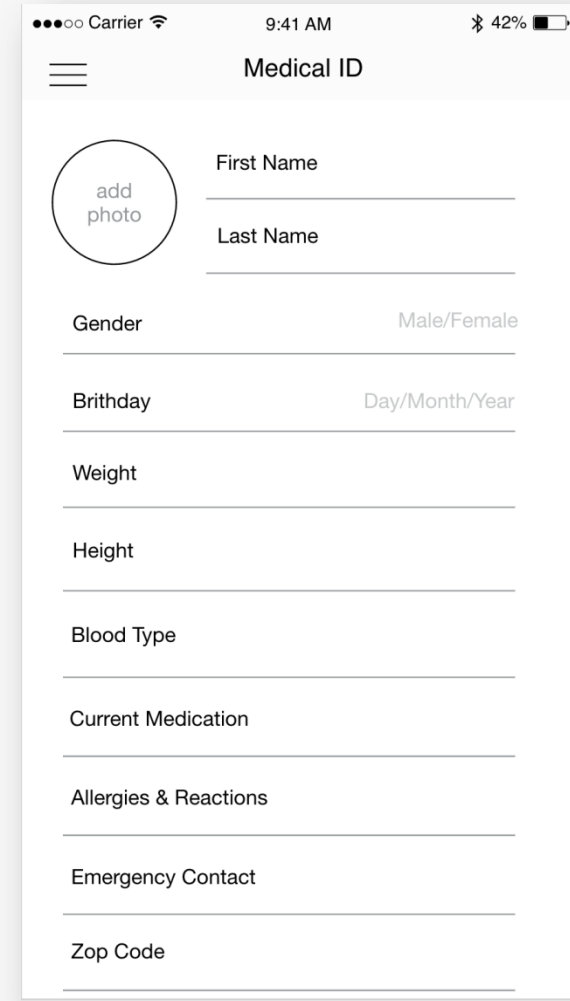 Carrier 9:41 AM 42%
Medical ID
add
photo
First Name
Last Name
Gender Male/Female
Brithday Day/Month/Year
Weight
Height
Blood Type
Current Medication
Allergies & Reactions
Emergency Contact
Zop Code